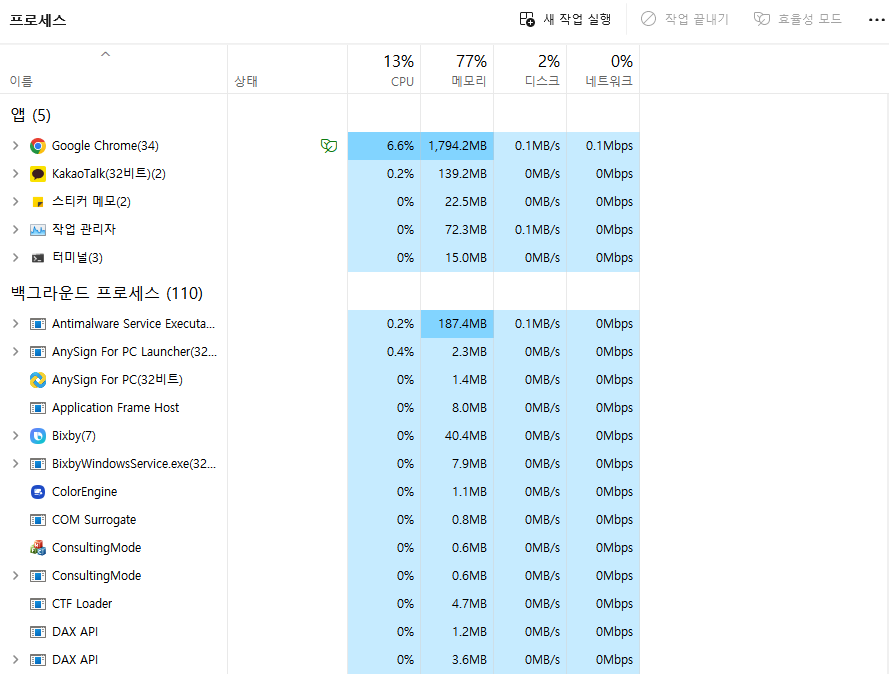 프로세스 새 작업 실행 작업 끝내기 효율성 모드 ...
13% 77% 2% 0%
이름 상태 CPU 메모리 디스크 네트워크
앱 (5)
Google Chrome(34) 6.6% 1,794.2MB 0.1MB/s 0.1Mbps
KakaoTalk(32비트)(2) 0.2% 139.2MB 0MB/s 0Mbps
스티커 메모(2) 0% 22.5MB 0MB/s 0Mbps
작업 관리자 0% 72.3MB 0.1MB/s 0Mbps
터미널(3) 0% 15.0MB 0MB/s 0Mbps
백그라운드 프로세스 (110)
Antimalware Service Executa... 0.2% 187.4MB 0.1MB/s 0Mbps
AnySign For PC Launcher(32... 0.4% 2.3MB 0MB/s 0Mbps
AnySign For PC(32비트) 0% 1.4MB 0MB/s 0Mbps
Application Frame Host 0% 8.0MB 0MB/s 0Mbps
Bixby(7) 0% 40.4MB 0MB/s 0Mbps
BixbyWindowsService.exe(32... 0% 7.9MB 0MB/s 0Mbps
ColorEngine 0% 1.1MB 0MB/s 0Mbps
COM Surrogate 0% 0.8MB 0MB/s 0Mbps
ConsultingMode 0% 0.6MB 0MB/s 0Mbps
ConsultingMode 0% 0.6MB 0MB/s 0Mbps
CTF Loader 0% 4.7MB 0MB/s 0Mbps
DAX API 0% 1.2MB 0MB/s 0Mbps
DAX API 0% 3.6MB 0MB/s 0Mbps